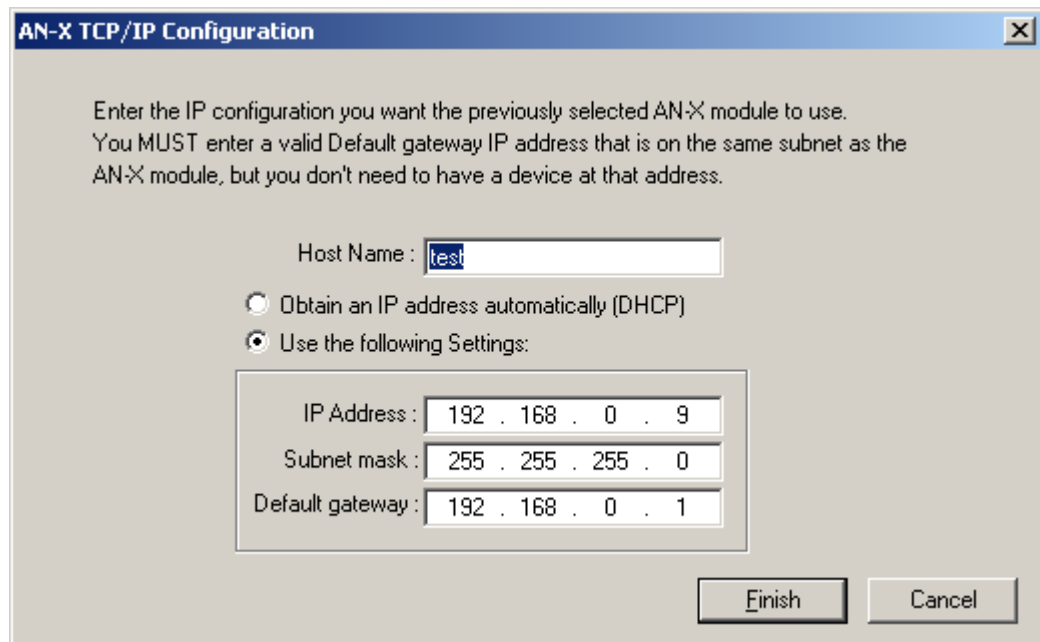 AN-X TCP/IP Configuration
Enter the IP configuration you want the previously selected AN-X module to use.
You MUST enter a valid Default gateway IP address that is on the same subnet as the
AN-X module, but you don't need to have a device at that address.
Host Name : test
Obtain an IP address automatically (DHCP)
Use the following Settings:
IP Address : 192 . 168 . 0 . 9
Subnet mask : 255 . 255 . 255 . 0
Default gateway : 192 . 168 . 0 . 1
Finish Cancel